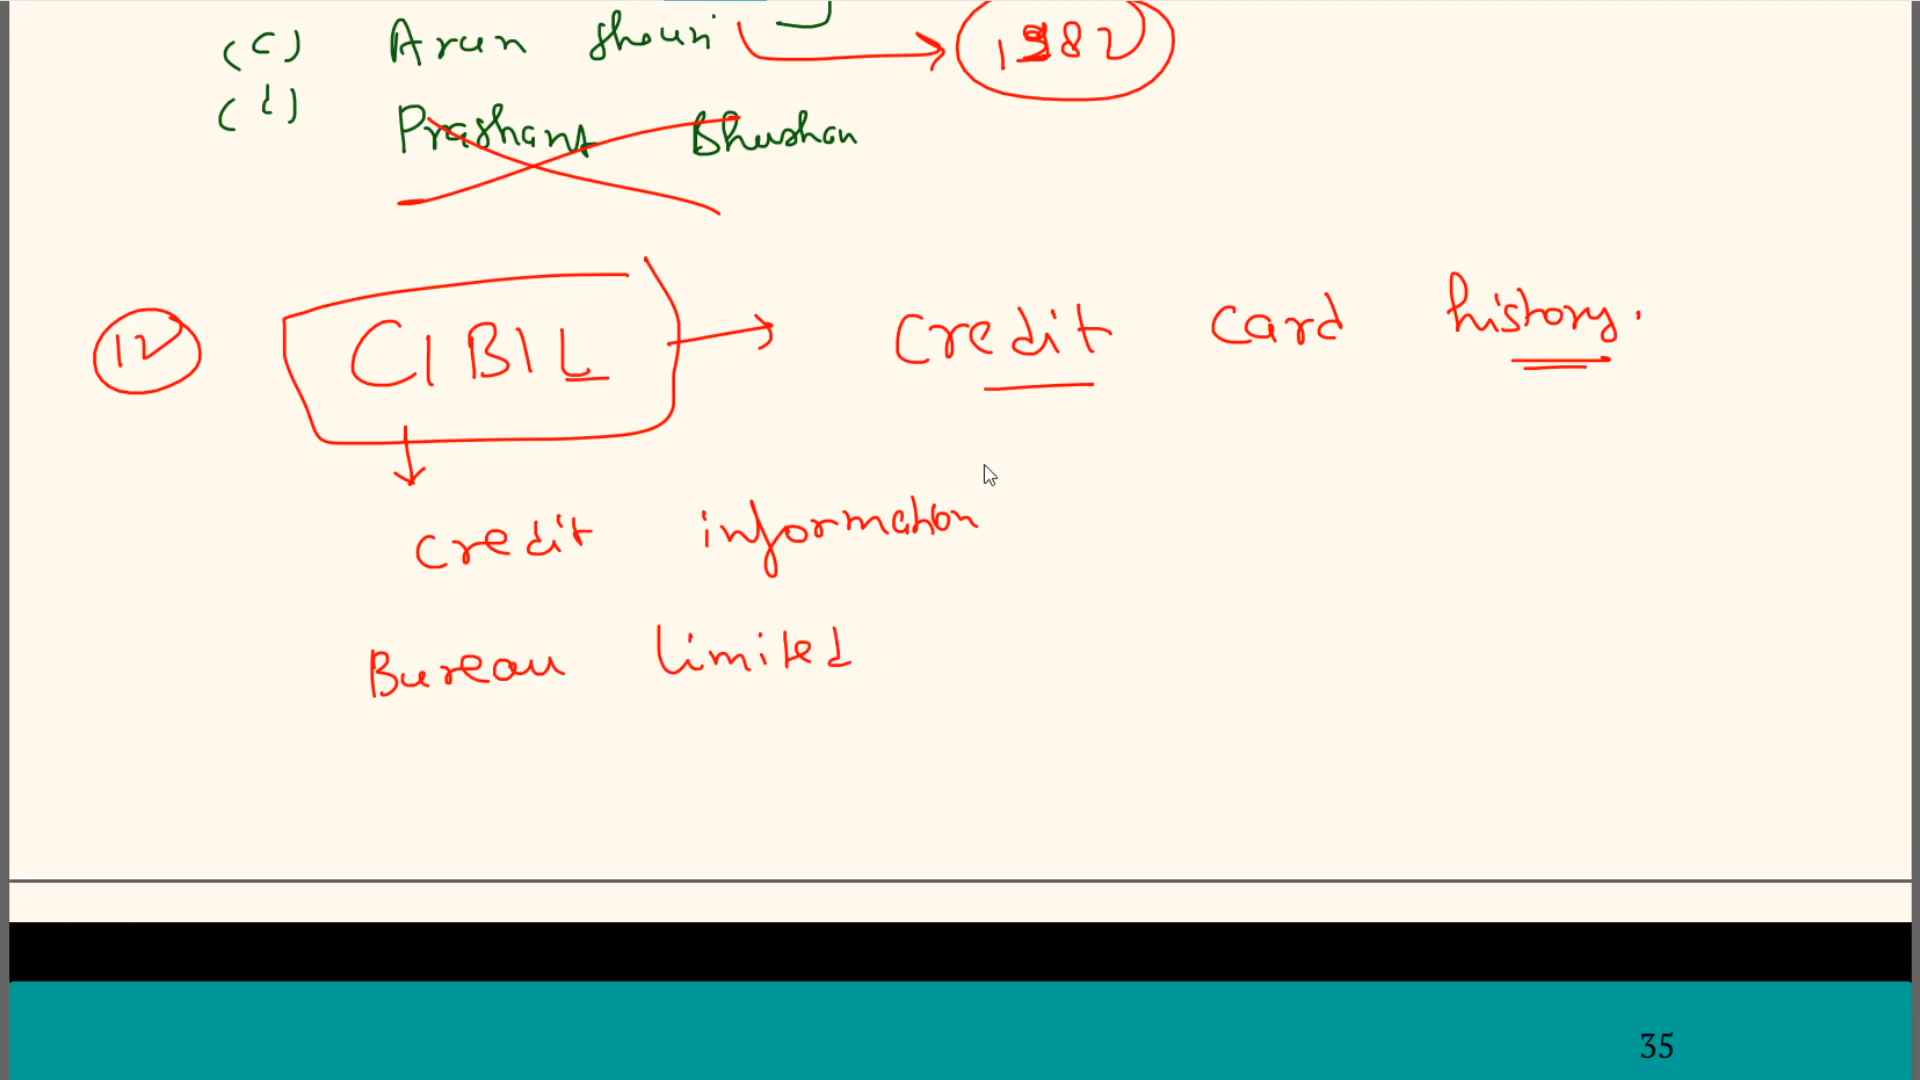 (c) Arun Shouri 1982
(d)
Prashant Bhushan
12 CIBIL → Credit Card history.
Credit information
Bureau limited
35